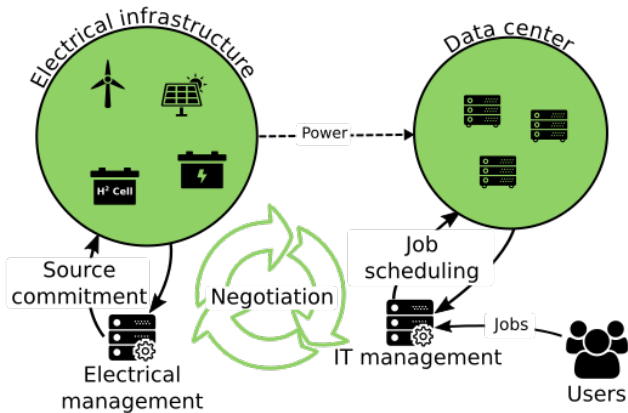 Electrical infrastructure
Data center
Power
H² Cell
Source
commitment
Negotiation
Job
scheduling
Jobs
Electrical
management
IT management
Users